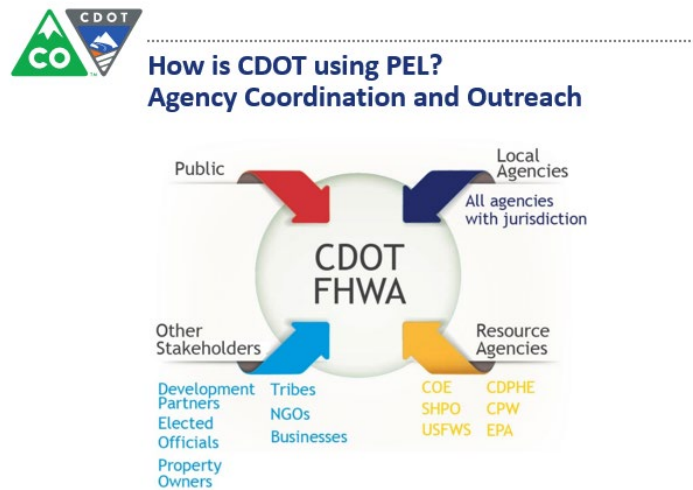 CO
CDOT
TM
How is CDOT using PEL?
Agency Coordination and Outreach
Public
Local
Agencies
All agencies
with jurisdiction
CDOT
FHWA
Other
Stakeholders
Development
Partners
Elected
Officials
Property
Owners
Tribes
NGOs
Businesses
Resource
Agencies
COE
SHPO
USFWS
CDPHE
CPW
EPA